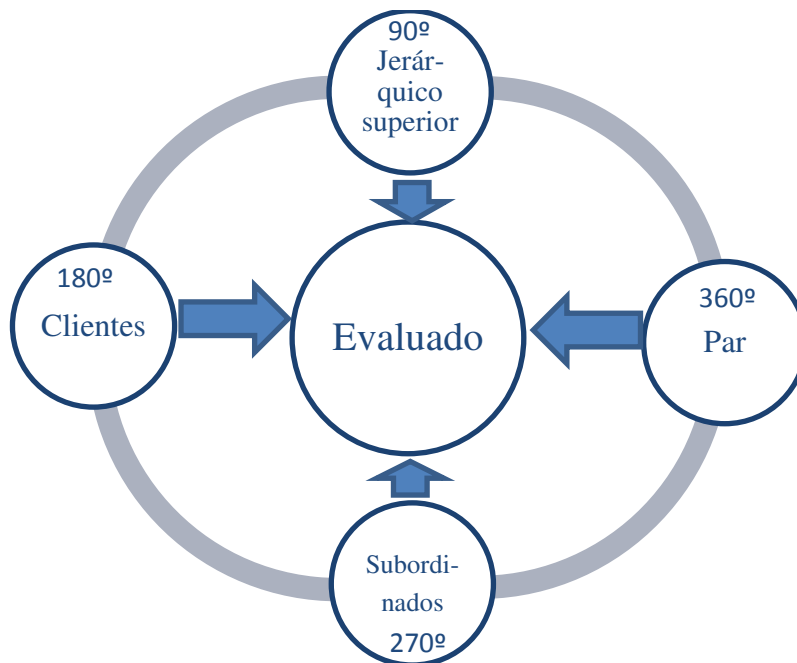 90º
Jerár-
quico
superior
180º
Clientes
Evaluado
360º
Par
Subordi-
nados
270º